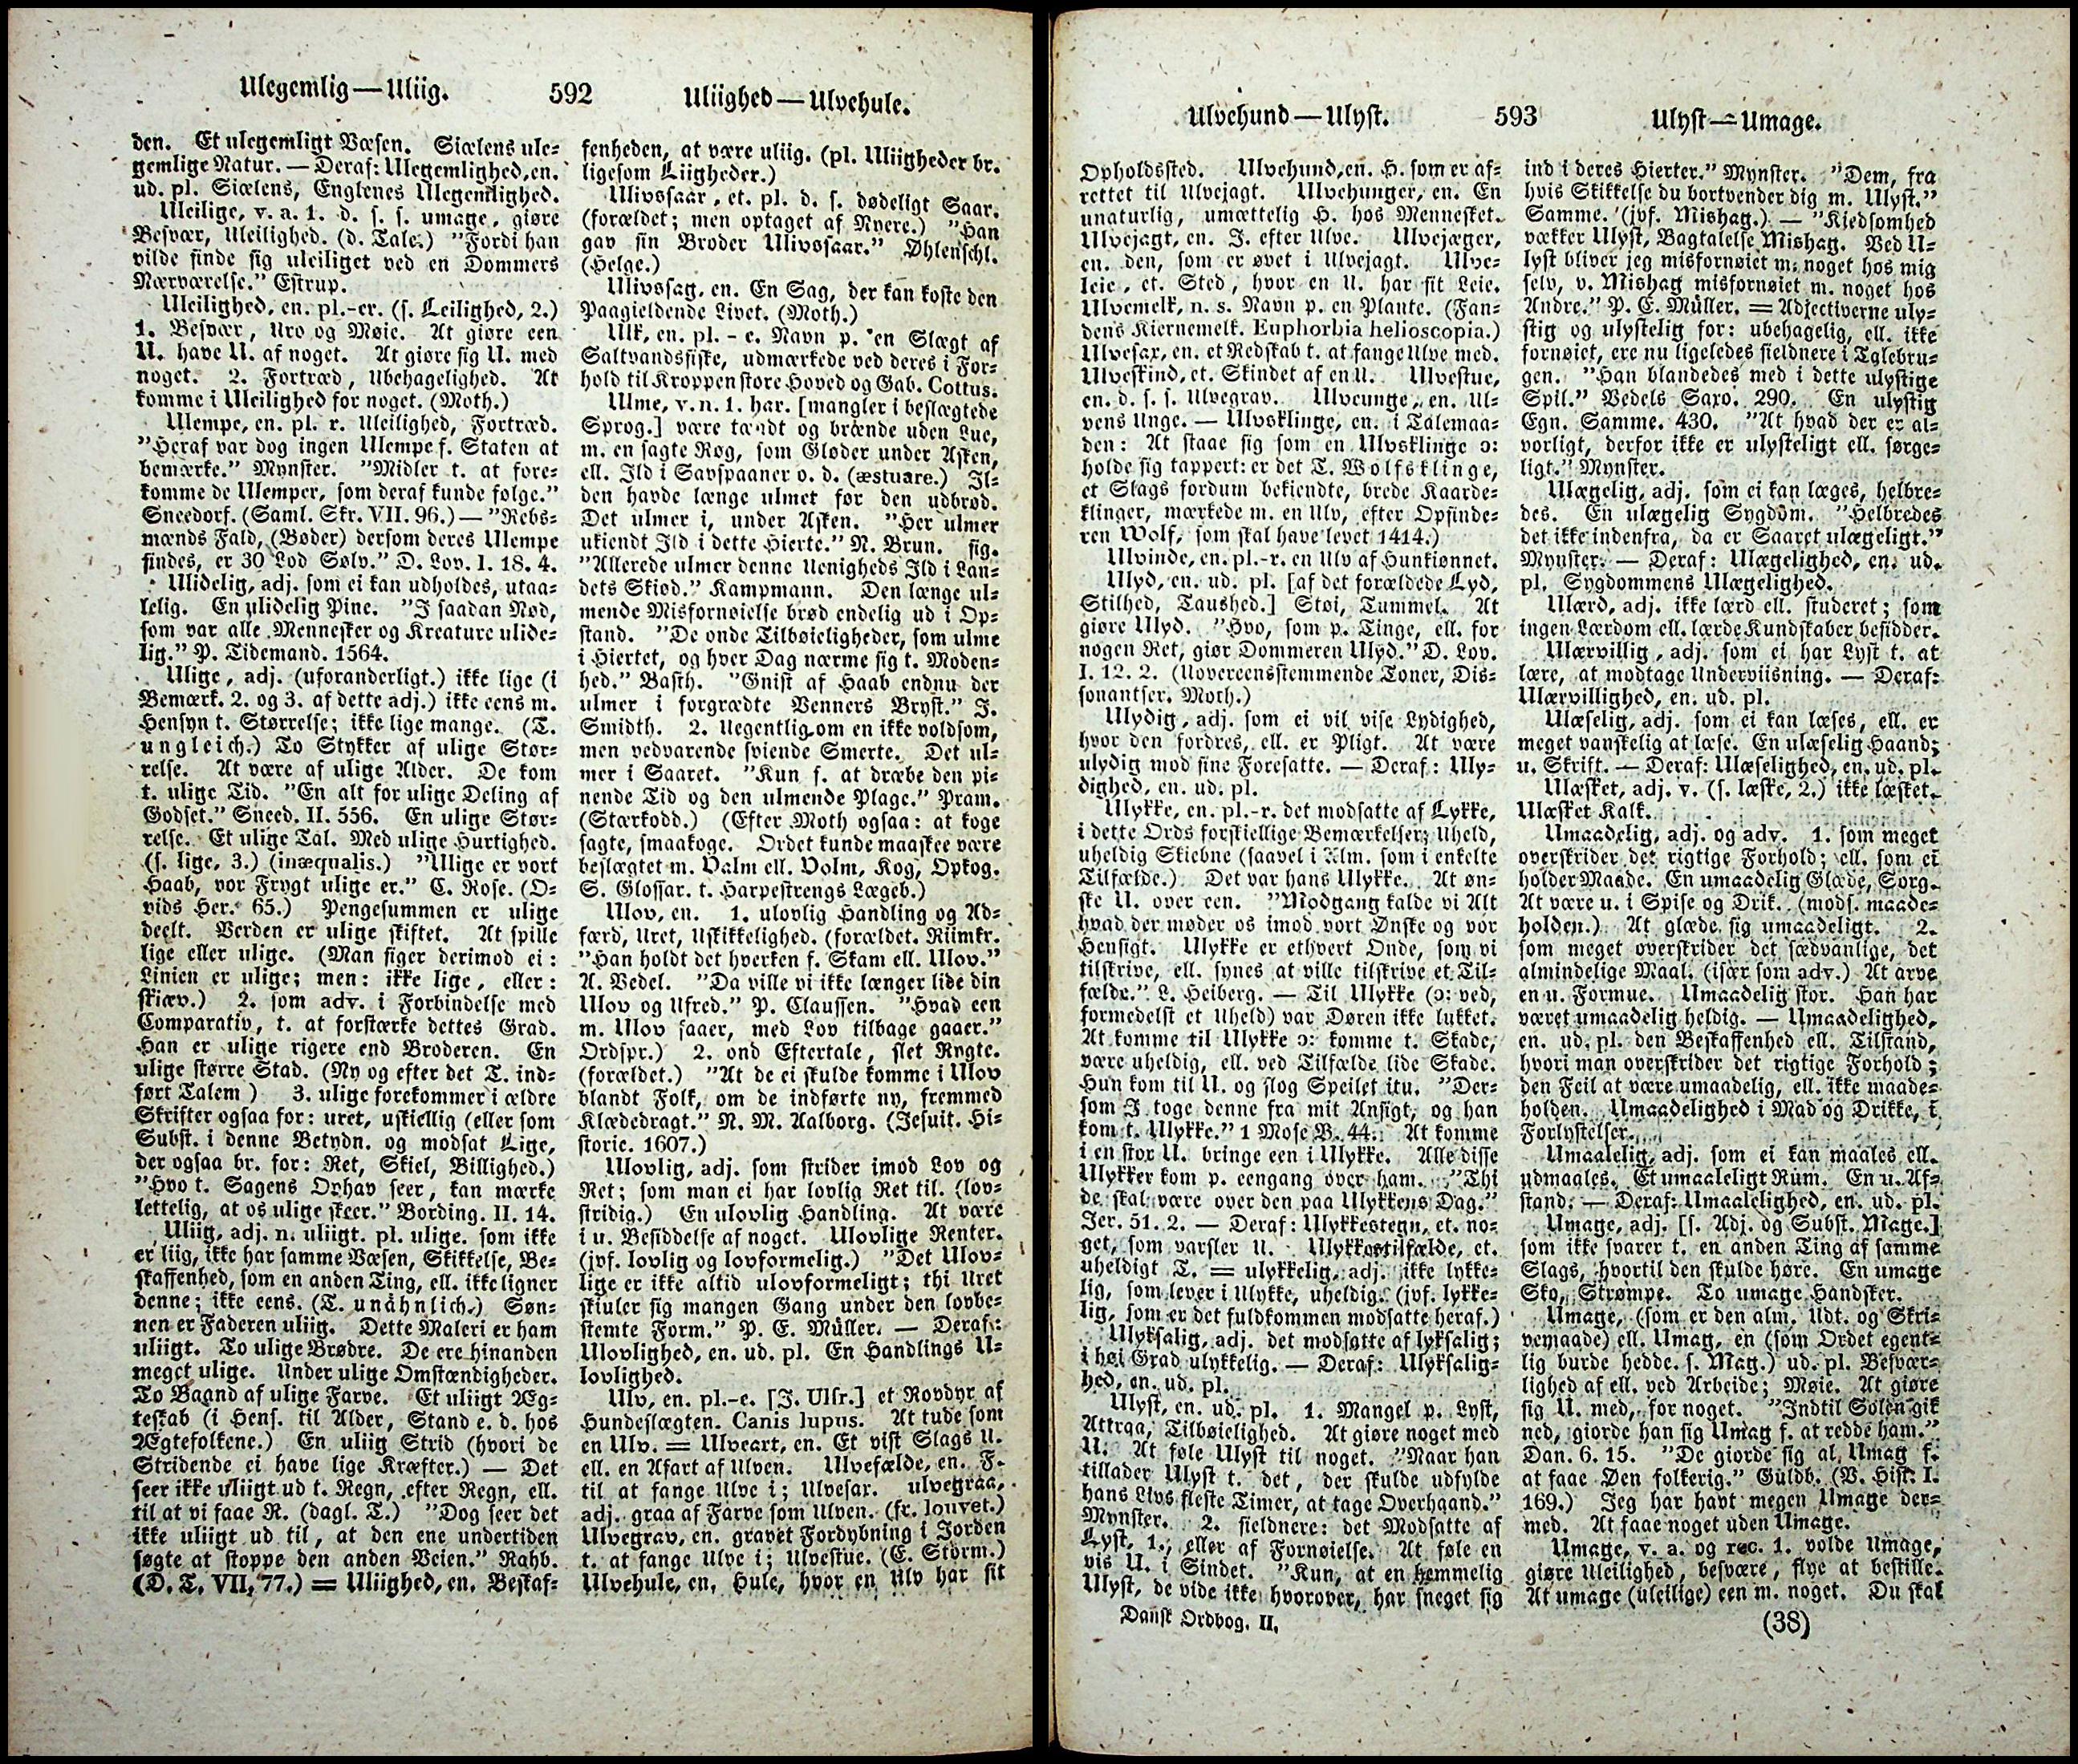 Ulegemlig — Uliig.
592
Uliighed — Ulvehule.
den. Et ulegemligt Væsen. Siælens ule-
gemlige Natur. — Deraf: Ulegemlighed, en.
ud. pl. Siælens, Englenes Ulegemlighed.
Uleilige, v. a. 1. d. s. s. umage, giøre
Besvær, Uleilighed. (d. Tale.) "Fordi han
vilde finde sig uleiliget ved en Dommers
Nærværelse." Estrup.
Uleilighed, en. pl.-er. (s. Leilighed, 2.)
1. Besvær, Uro og Møie. At giøre een
U. have U. af noget. At giøre sig U. med
noget. 2. Fortræd, Ubehagelighed. At
komme i Uleilighed for noget. (Moth.)
Ulempe, en. pl. r. Uleilighed, Fortræd.
"Heraf var dog ingen Ulempe f. Staten at
bemærke." Mynster. "Midler t. at fore-
komme de Ulemper, som deraf kunde følge."
Sneedorf. (Saml. Skr. VII. 96.) — "Rebs-
mænds Fald, (Bøder) dersom deres Ulempe
findes, er 30 Lod Sølv." D. Lov. I. 18. 4.
Ulidelig, adj. som ei kan udholdes, utaa-
lelig. En ulidelig Pine. "I saadan Nød,
som var alle Mennesker og Kreature ulide-
lig." P. Tidemand. 1564.
Ulige, adj. (uforanderligt.) ikke lige (i
Bemærk. 2. og 3. af dette adj.) ikke eens m.
Hensyn t. Størrelse; ikke lige mange. (T.
ungleich.) To Stykker af ulige Stør-
relse. At være af ulige Alder. De kom
t. ulige Tid. "En alt for ulige Deling af
Godset." Sneed. II. 556. En ulige Stør-
relse. Et ulige Tal. Med ulige Hurtighed.
(s. lige, 3.) (inæqualis.) "Ulige er vort
Haab, vor Frygt ulige er." C. Rose. (O-
vids Her. 65.) Pengesummen er ulige
deelt. Verden er ulige skiftet. At spille
lige eller ulige. (Man siger derimod ei:
Linien er ulige; men: ikke lige, eller:
skiæv.) 2. som adv. i Forbindelse med
Comparativ, t. at forstærke dettes Grad.
Han er ulige rigere end Broderen. En
ulige større Stad. (Ny og efter det T. ind-
ført Talem ) 3. ulige forekommer i ældre
Skrifter ogsaa for: uret, uskiellig (eller som
Subst. i denne Betydn. og modsat Lige,
der ogsaa br. for: Ret, Skiel, Billighed.)
"Hvo t. Sagens Ophav seer, kan mærke
lettelig, at os ulige skeer." Bording. II. 14.
Uliig, adj. n. uliigt. pl. ulige. som ikke
er liig, ikke har samme Væsen, Skikkelse, Be-
skaffenhed, som en anden Ting, ell. ikke ligner
denne; ikke eens. (T. unähnlich.) Søn-
nen er Faderen uliig. Dette Maleri er ham
uliigt. To ulige Brødre. De ere hinanden
meget ulige. Under ulige Omstændigheder.
To Baand af ulige Farve. Et uliigt Æg-
teskab (i Hens. til Alder, Stand e. d. hos
Ægtefolkene.) En uliig Strid (hvori de
Stridende ei have lige Kræfter.) — Det
seer ikke uliigt ud t. Regn, efter Regn, ell.
til at vi faae R. (dagl. T.) "Dog seer det
ikke uliigt ud til, at den ene undertiden
søgte at stoppe den anden Veien." Rahb.
(D. T. VII. 77.) = Uliighed, en. Beskaf-
fenheden, at være uliig. (pl. Uliigheder br.
ligesom Liigheder.)
Ulivssaar, et. pl. d. s. dødeligt Saar.
(forældet; men optaget af Nyere.) "Han
gav sin Broder Ulivssaar." Øhlenschl.
(Helge.)
Ulivssag, en. En Sag, der kan koste den
Paagieldende Livet. (Moth.)
Ulk, en. pl. - e. Navn p. en Slægt af
Saltvandsfiske, udmærkede ved deres i For-
hold til Kroppen store Hoved og Gab. Cottus.
Ulme, v. n. 1. har. [mangler i beslægtede
Sprog.] være tændt og brænde uden Lue,
m. en sagte Røg, som Gløder under Asken,
ell. Ild i Savspaaner o. d. (æstuare.) Il-
den havde længe ulmet før den udbrød.
Det ulmer i, under Asken. "Her ulmer
ukiendt Ild i dette Hierte." N. Brun. fig.
"Allerede ulmer denne Uenigheds Ild i Lan-
dets Skiød." Kampmann. Den længe ul-
mende Misfornøielse brød endelig ud i Op-
stand. "De onde Tilbøieligheder, som ulme
i Hiertet, og hver Dag nærme sig t. Moden-
hed." Basth. "Gnist af Haab endnu der
ulmer i forgrædte Venners Bryst." J.
Smidth. 2. Uegentlig om en ikke voldsom,
men vedvarende sviende Smerte. Det ul-
mer i Saaret. "Kun f. at dræbe den pi-
nende Tid og den ulmende Plage." Pram.
(Stærkodd.) (Efter Moth ogsaa: at koge
sagte, smaakoge. Ordet kunde maaskee være
beslægtet m. Valm ell. Volm, Kog, Opkog.
S. Glossar. t. Harpestrengs Lægeb.)
Ulov, en. 1. ulovlig Handling og Ad-
færd, Uret, Uskikkelighed. (forældet. Riimkr.
"Han holdt det hverken f. Skam ell. Ulov."
A. Vedel. "Da ville vi ikke længer lide din
Ulov og Ufred." P. Claussen. "Hvad een
m. Ulov faaer, med Lov tilbage gaaer."
Ordspr.) 2. ond Eftertale, slet Rygte.
(forældet.) "At de ei skulde komme i Ulov
blandt Folk, om de indførte ny, fremmed
Klædedragt." N. M. Aalborg. (Jesuit. Hi-
storie. 1607.)
Ulovlig, adj. som strider imod Lov og
Ret; som man ei har lovlig Ret til. (lov-
stridig.) En ulovlig Handling. At være
i u. Besiddelse af noget. Ulovlige Renter.
(jvf. lovlig og lovformelig.) "Det Ulov-
lige er ikke altid ulovformeligt; thi Uret
skiuler sig mangen Gang under den lovbe-
stemte Form." P. E. Müller. — Deraf:
Ulovlighed, en. ud. pl. En Handlings U-
lovlighed.
Ulv, en. pl.-e. [I. Ulfr.] et Rovdyr af
Hundeslægten. Canis lupus. At tude som
en Ulv. = Ulveart, en. Et vist Slags U.
ell. en Afart af Ulven. Ulvefælde, en. F.
til at fange Ulve i; Ulvesax. ulvegraa,
adj. graa af Farve som Ulven. (fr. louvet.)
Ulvegrav, en. gravet Fordybning i Jorden
t. at fange Ulve i; Ulvestue. (E. Storm.)
Ulvehule, en. Hule, hvor en Ulv har sit
Ulvehund — Ulyst.
593
Ulyst — Umage.
Opholdssted. Ulvehund, en. H. som er af-
rettet til Ulvejagt. Ulvehunger, en. En
unaturlig, umættelig H. hos Mennesket.
Ulvejagt, en. J. efter Ulve. Ulvejæger,
en. den, som er øvet i Ulvejagt. Ulve-
leie, et. Sted, hvor en U. har sit Leie.
Ulvemelk, n. s. Navn p. en Plante. (Fan-
dens Kiernemelk. Euphorbia helioscopia.)
Ulvesax, en. et Redskab t. at fange Ulve med.
Ulveskind, et. Skindet af en U. Ulvestue,
en. d. s. s. Ulvegrav. Ulveunge, en. Ul-
vens Unge. — Ulvsklinge, en. i Talemaa-
den: At staae sig som en Ulvsklinge ɔ:
holde sig tappert: er det T. Wolfsklinge,
et Slags fordum bekiendte, brede Kaarde-
klinger, mærkede m. en Ulv, efter Opfinde-
ren Wolf, som skal have levet 1414.)
Ulvinde, en. pl.-r. en Ulv af Hunkiønnet.
Ulyd, en. ud. pl. [af det forældede Lyd,
Stilhed, Taushed.] Støi, Tummel. At
giøre Ulyd. "Hvo, som p. Tinge, ell. for
nogen Ret, giør Dommeren Ulyd." D. Lov.
I. 12. 2. (Uovereensstemmende Toner, Dis-
sonantser. Moth.)
Ulydig, adj. som ei vil vise Lydighed,
hvor den fordres, ell. er Pligt. At være
ulydig mod sine Foresatte. — Deraf: Uly-
dighed, en. ud. pl.
Ulykke, en. pl.-r. det modsatte af Lykke,
i dette Ords forskiellige Bemærkelser; Uheld,
uheldig Skiebne (saavel i Alm. som i enkelte
Tilfælde.) Det var hans Ulykke. At øn-
ske U. over een. "Modgang kalde vi Alt
hvad der møder os imod vort Ønske og vor
Hensigt. Ulykke er ethvert Onde, som vi
tilskrive, ell. synes at ville tilskrive et Til-
fælde." L. Heiberg. — Til Ulykke (ɔ: ved,
formedelst et Uheld) var Døren ikke lukket.
At komme til Ulykke ɔ: komme t. Skade,
være uheldig, ell. ved Tilfælde lide Skade.
Hun kom til U. og slog Speilet itu. "Der-
som I toge denne fra mit Ansigt, og han
kom t. Ulykke." 1 Mose B. 44. At komme
i en stor U. bringe een i Ulykke. Alle disse
Ulykker kom p. eengang over ham. "Thi
de skal være over den paa Ulykkens Dag."
Jer. 51. 2. — Deraf: Ulykkestegn, et. no-
get, som varsler U. Ulykkestilfælde, et.
uheldigt T. = ulykkelig, adj. ikke lykke-
lig, som lever i Ulykke, uheldig. (jvf. lykke-
lig, som er det fuldkommen modsatte heraf.)
Ulyksalig, adj. det modsatte af lyksalig;
i høi Grad ulykkelig. — Deraf: Ulyksalig-
hed, en. ud. pl.
Ulyst, en. ud. pl. 1. Mangel p. Lyst,
Attraa, Tilbøielighed. At giøre noget med
U. At føle Ulyst til noget. "Naar han
tillader Ulyst t. det, der skulde udfylde
hans Livs fleste Timer, at tage Overhaand."
Mynster. 2. sieldnere: det Modsatte af
Lyst, 1., eller af Fornøielse. At føle en
vis U. i Sindet. "Kun, at en hemmelig
Ulyst, de vide ikke hvorover, har sneget sig
Dansk Ordbog. II.
ind i deres Hierter." Mynster. "Dem, fra
hvis Skikkelse du bortvender dig m. Ulyst."
Samme. (jvf. Mishag.) — "Kiedsomhed
vækker Ulyst, Bagtalelse Mishag. Ved U-
lyst bliver jeg misfornøiet m. noget hos mig
selv, v. Mishag misfornøiet m. noget hos
Andre." P. E. Müller. = Adjectiverne uly-
stig og ulystelig for: ubehagelig, ell. ikke
fornøiet, ere nu ligeledes sieldnere i Talebru-
gen. "Han blandedes med i dette ulystige
Spil." Vedels Saxo. 290. En ulystig
Egn. Samme. 430. "At hvad der er al-
vorligt, derfor ikke er ulysteligt ell. sørge-
ligt." Mynster.
Ulægelig, adj. som ei kan læges, helbre-
des. En ulægelig Sygdom. "Helbredes
det ikke indenfra, da er Saaret ulægeligt."
Mynster. — Deraf: Ulægelighed, en. ud.
pl. Sygdommens Ulægelighed.
Ulærd, adj. ikke lærd ell. studeret; som
ingen Lærdom ell. lærde Kundskaber besidder.
Ulærvillig, adj. som ei har Lyst t. at
lære, at modtage Underviisning. — Deraf:
Ulærvillighed, en. ud. pl.
Ulæselig, adj. som ei kan læses, ell. er
meget vanskelig at læse. En ulæselig Haand;
u. Skrift. — Deraf: Ulæselighed, en. ud. pl.
Ulæsket, adj. v. (s. læske, 2.) ikke læsket.
Ulæsket Kalk.
Umaadelig, adj. og adv. 1. som meget
overskrider det rigtige Forhold; ell. som ei
holder Maade. En umaadelig Glæde, Sorg.
At være u. i Spise og Drik. (mods. maade-
holden.) At glæde sig umaadeligt. 2.
som meget overskrider det sædvanlige, det
almindelige Maal. (især som adv.) At arve
en u. Formue. Umaadelig stor. Han har
været umaadelig heldig. — Umaadelighed,
en. ud. pl. den Beskaffenhed ell. Tilstand,
hvori man overskrider det rigtige Forhold;
den Feil at være umaadelig, ell. ikke maade-
holden. Umaadelighed i Mad og Drikke, i
Forlystelser.
Umaalelig, adj. som ei kan maales ell.
udmaales. Et umaaleligt Rum. En u. Af-
stand. — Deraf: Umaalelighed, en. ud. pl.
Umage, adj. [s. Adj. og Subst. Mage.]
som ikke svarer t. en anden Ting af samme
Slags, hvortil den skulde høre. En umage
Sko, Strømpe. To umage Handsker.
Umage, (som er den alm. Udt. og Skri-
vemaade) ell. Umag, en (som Ordet egent-
lig burde hedde. s. Mag.) ud. pl. Besvær-
lighed af ell. ved Arbeide; Møie. At giøre
sig U. med, for noget. "Indtil Solen gik
ned, giorde han sig Umag f. at redde ham."
Dan. 6. 15. "De giorde sig al Umag f.
at faae Den folkerig." Guldb. (V. Hist. I.
169.) Jeg har havt megen Umage der-
med. At faae noget uden Umage.
Umage, v. a. og rec. 1. volde Umage,
giøre Uleilighed, besvære, flye at bestille.
At umage (uleilige) een m. noget. Du skal
(38)